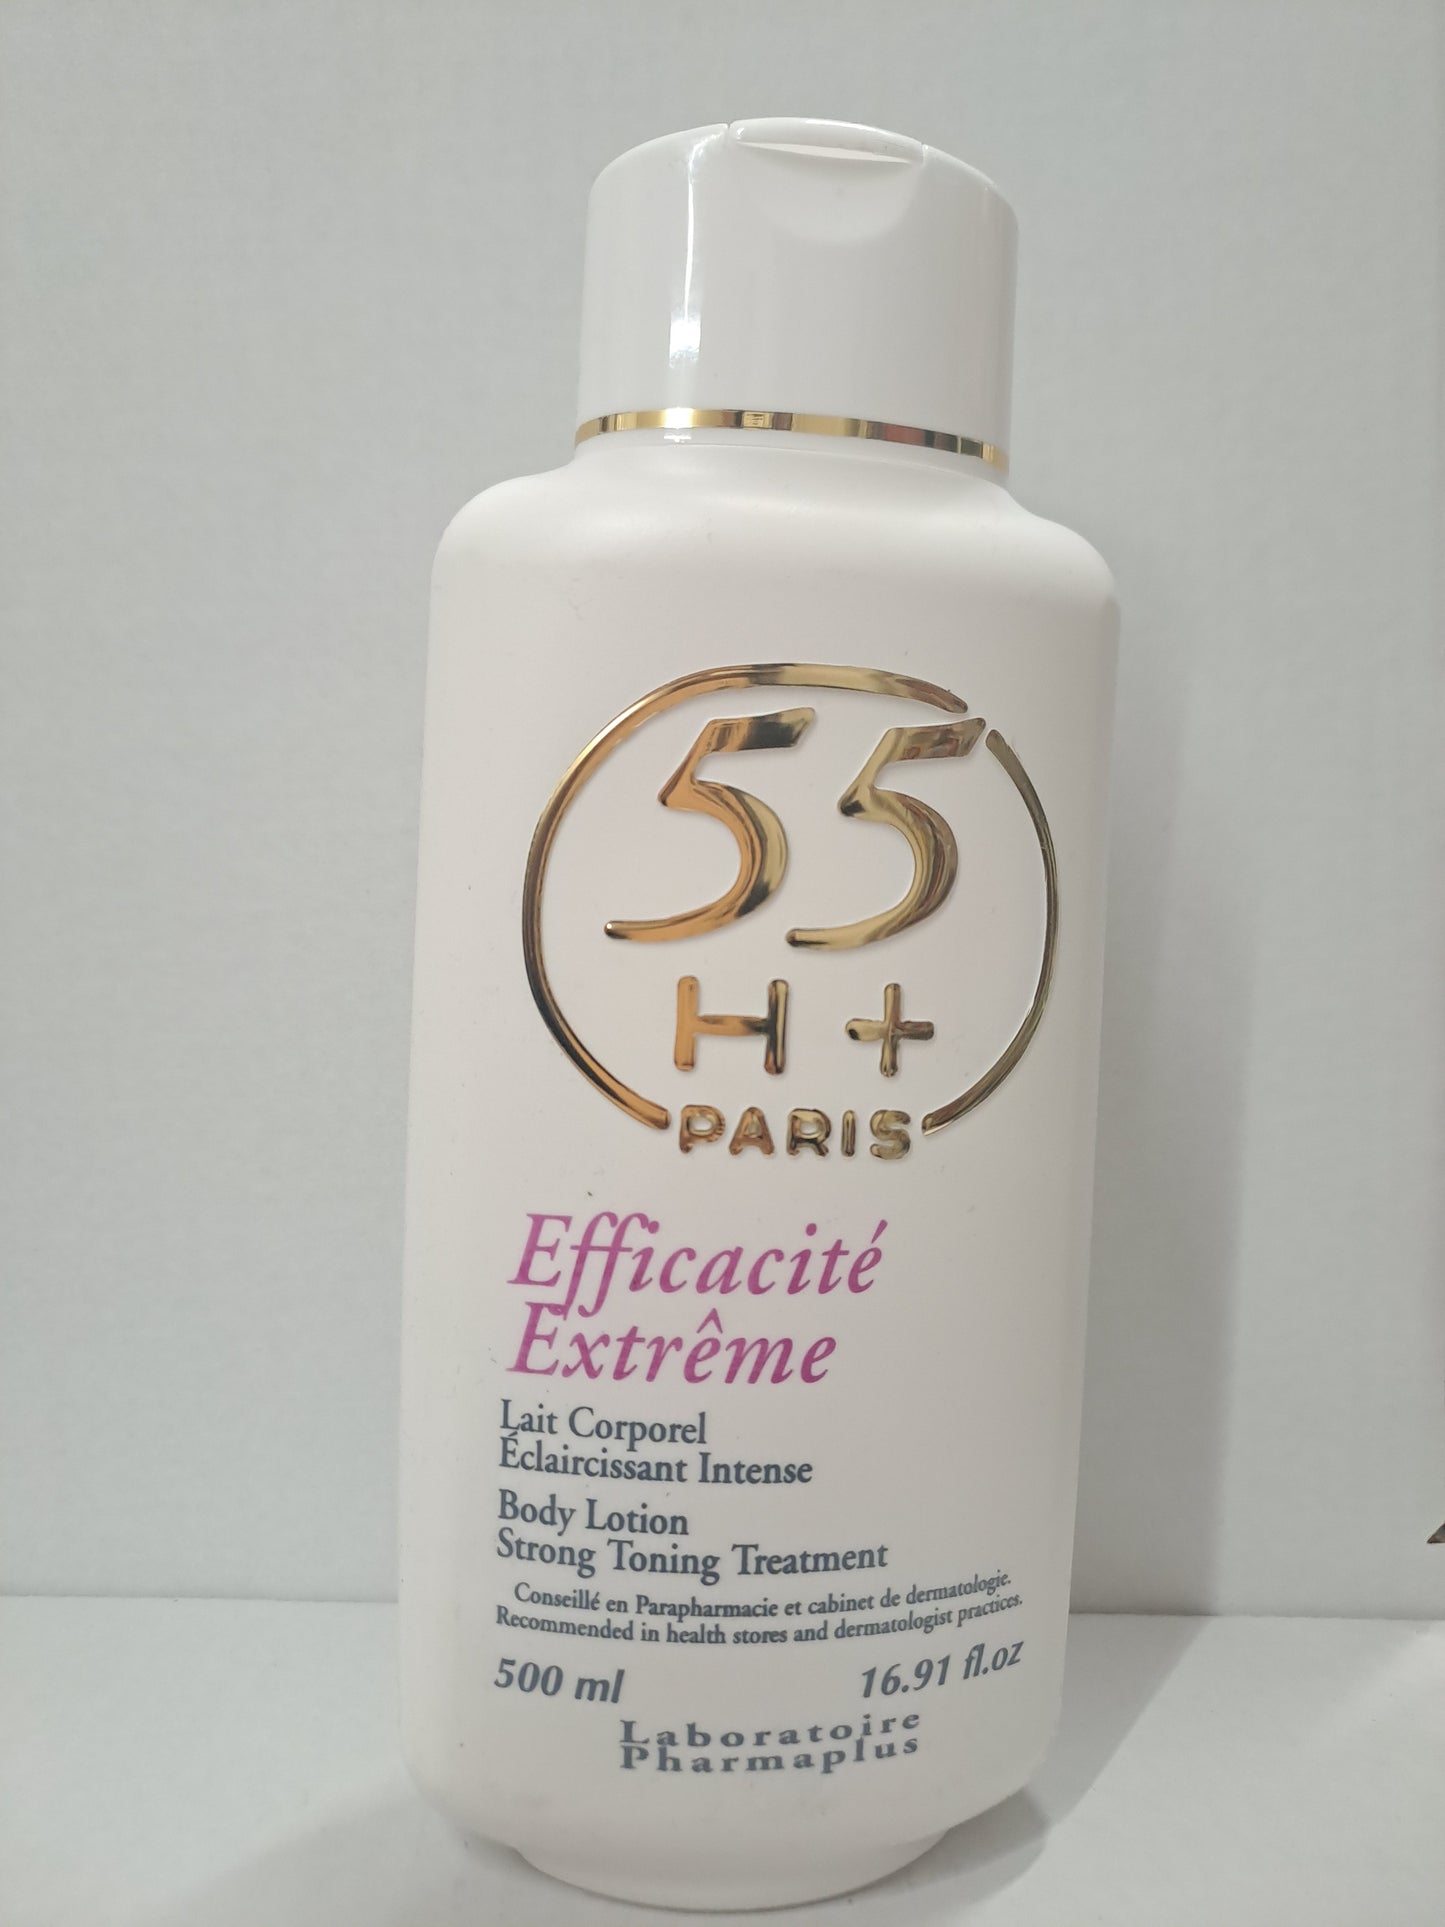 55
H+
PARIS
Efficacité
Extrême
Lait Corporel
Éclaircissant Intense
Body Lotion
Strong Toning Treatment
Conseillé en Parapharmacie et cabinet de dermatologie.
Recommended in health stores and dermatologist practices.
500 ml 16.91 fl.oz
Laboratoire
Pharmaplus